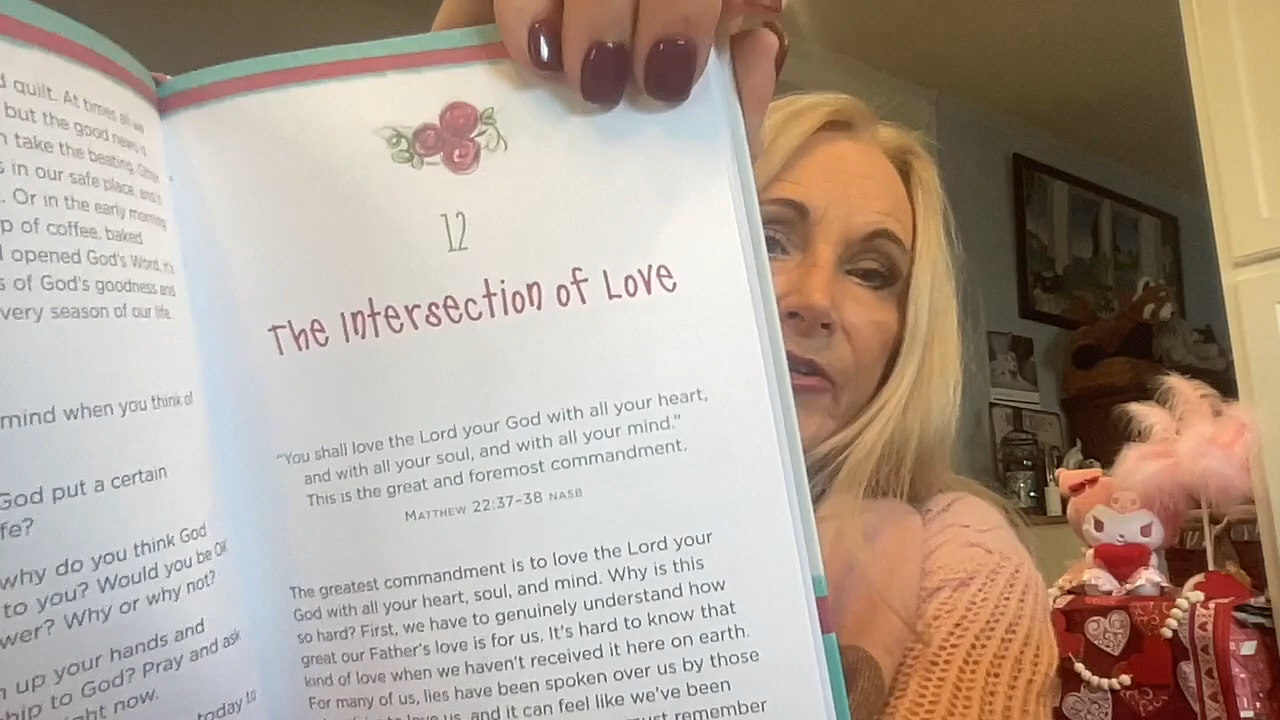 quilt. At times all we
but the good news is
take the beating.
in our safe place, and
. Or in the early morning
p of coffee, baked
opened God's Word, it's
s of God's goodness and
very season of our life.
mind when you think of
God put a certain
fe?
why do you think God
to you? Would you be OK
wer? Why or why not?
up your hands and
hip to God? Pray and ask
ght now.
today to
12
The Intersection of Love
"You shall love the Lord your God with all your heart,
and with all your soul, and with all your mind."
This is the great and foremost commandment.
MATTHEW 22:37-38 NASB
The greatest commandment is to love the Lord your
God with all your heart, soul, and mind. Why is this
so hard? First, we have to genuinely understand how
great our Father's love is for us. It's hard to know that
kind of love when we haven't received it here on earth.
For many of us, lies have been spoken over us by those
love us, and it can feel like we've been
must remember